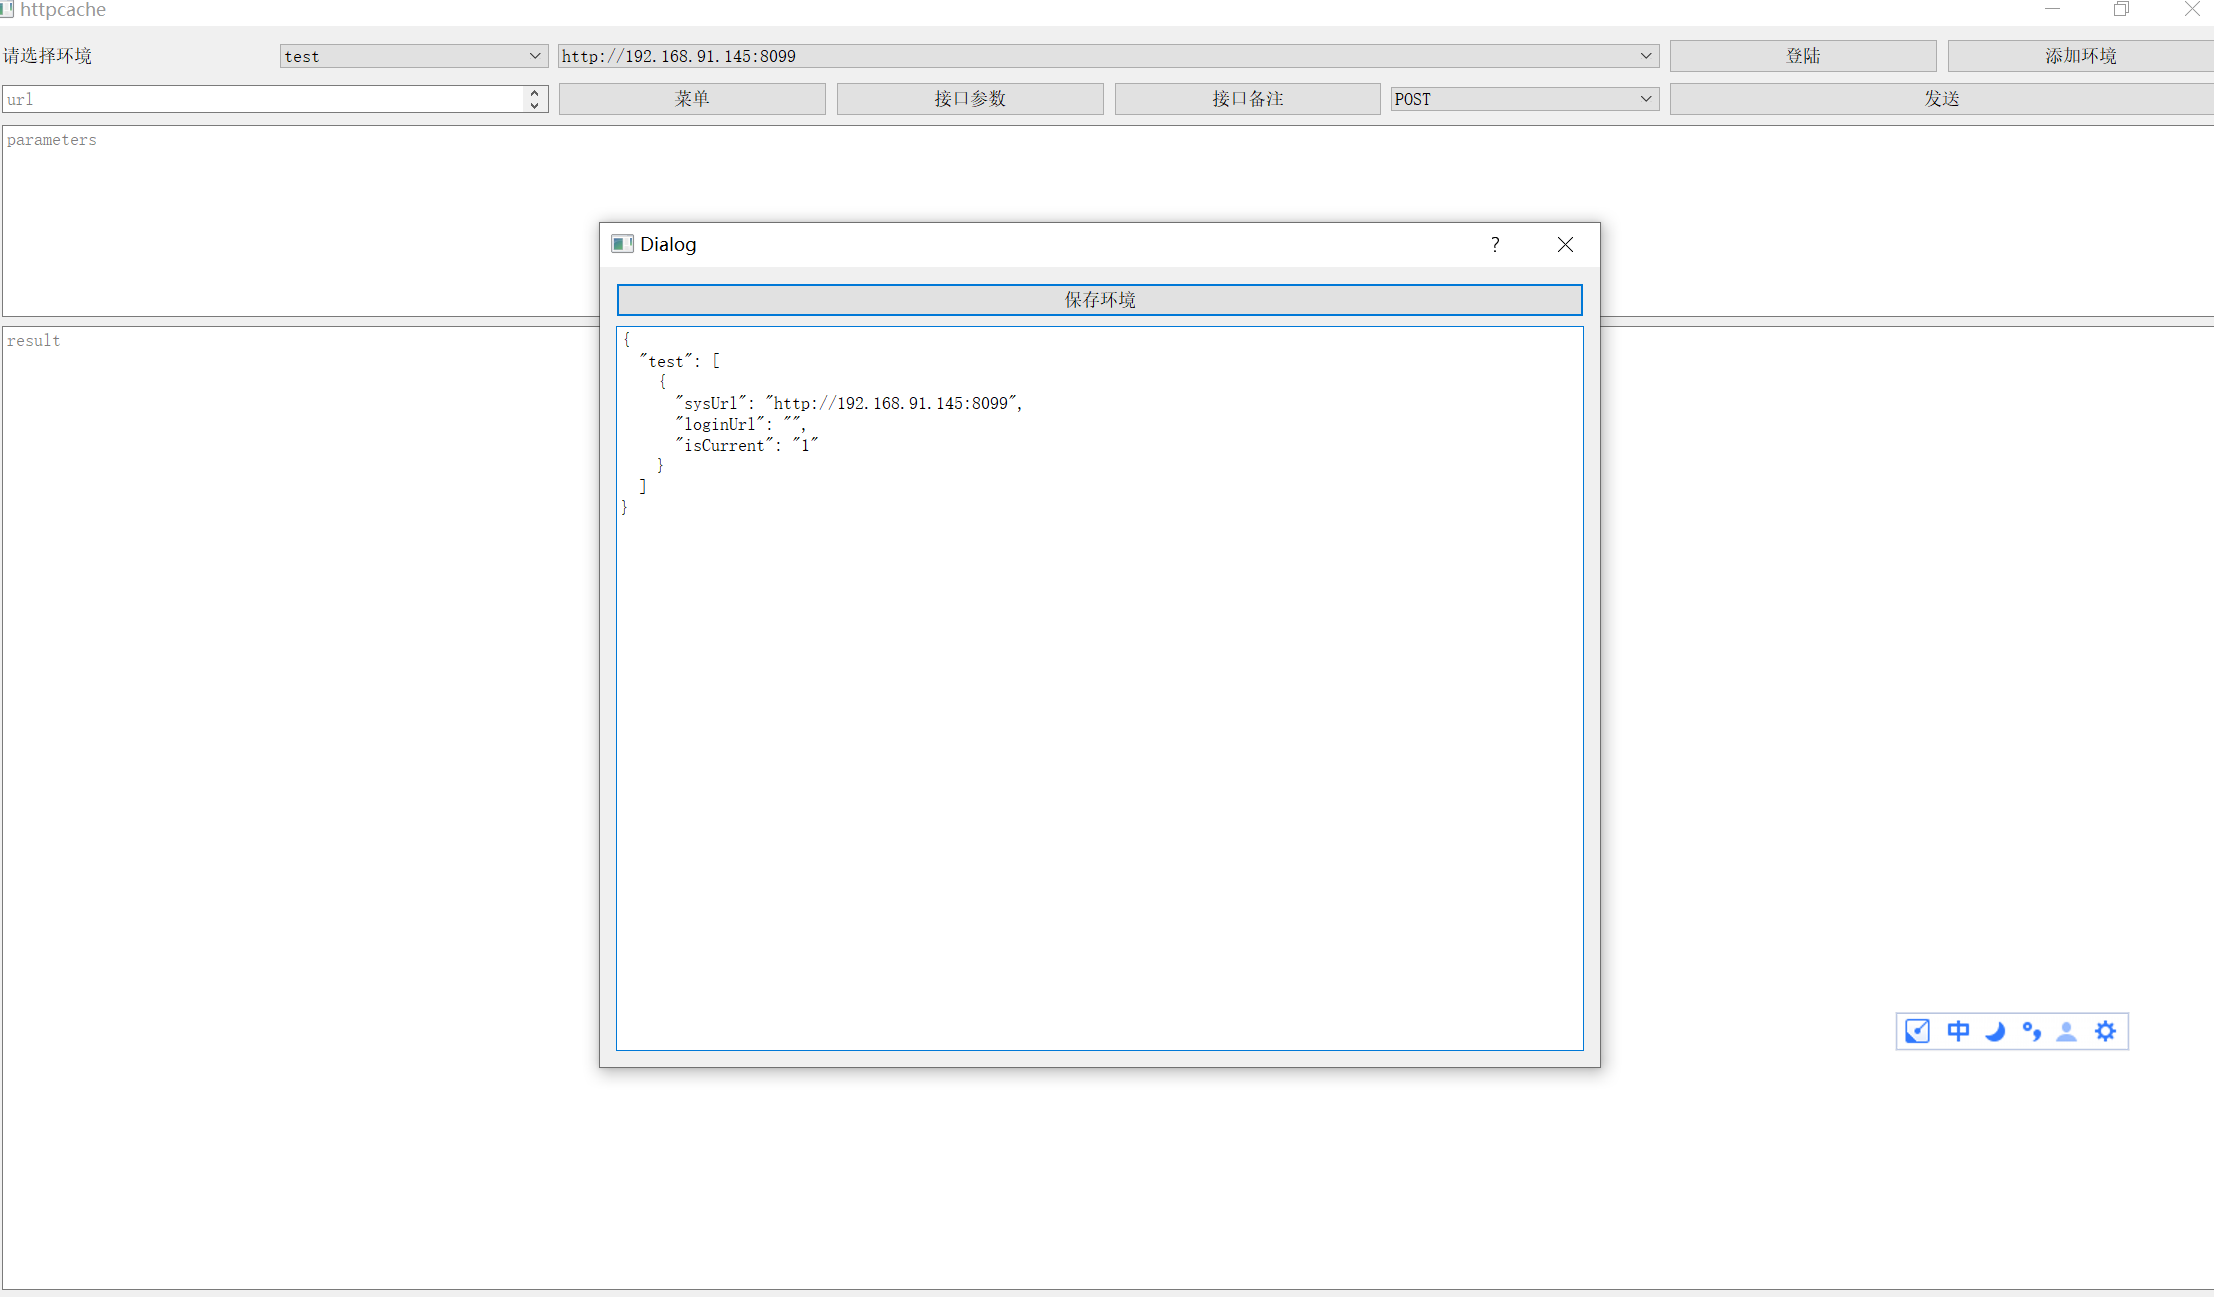 httpcache
请选择环境 test http://192.168.91.145:8099 登陆 添加环境
url 菜单 接口参数 接口备注 POST 发送
parameters
result
Dialog ?
保存环境
{
  "test": [
    {
      "sysUrl": "http://192.168.91.145:8099",
      "loginUrl": "",
      "isCurrent": "1"
    }
  ]
}
中